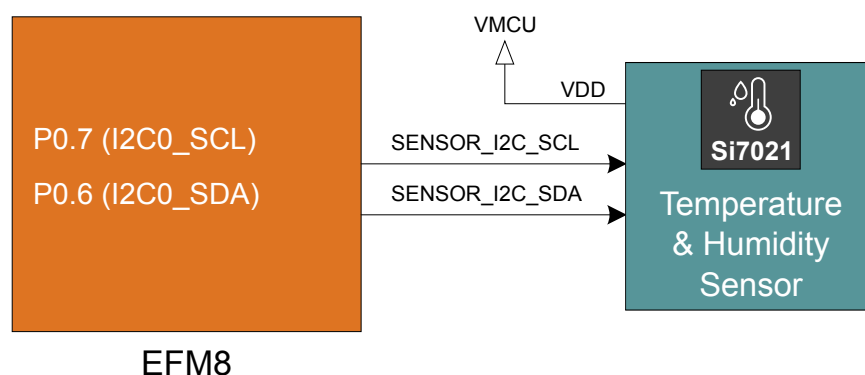 VMCU
VDD
P0.7 (I2C0_SCL)
SENSOR_I2C_SCL
Si7021
P0.6 (I2C0_SDA)
SENSOR_I2C_SDA
Temperature
& Humidity
Sensor
EFM8